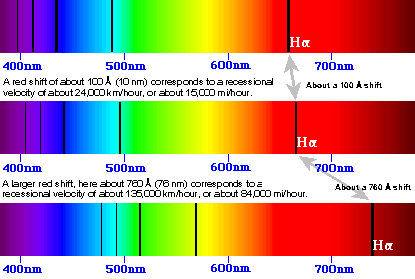 Hα
400nm 500nm 600nm 700nm
A red shift of about 100 Å (10 nm) corresponds to a recessional
velocity of about 24,000 km/hour, or about 15,000 mi/hour.
About a 100 Å shift
Hα
400nm 500nm 600nm 700nm
A larger red shift, here about 760 Å (76 nm) corresponds to a
recessional velocity of about 135,000 km/hour, or about 84,000 mi/hour.
About a 760 Å shift
Hα
400nm 500nm 600nm 700nm